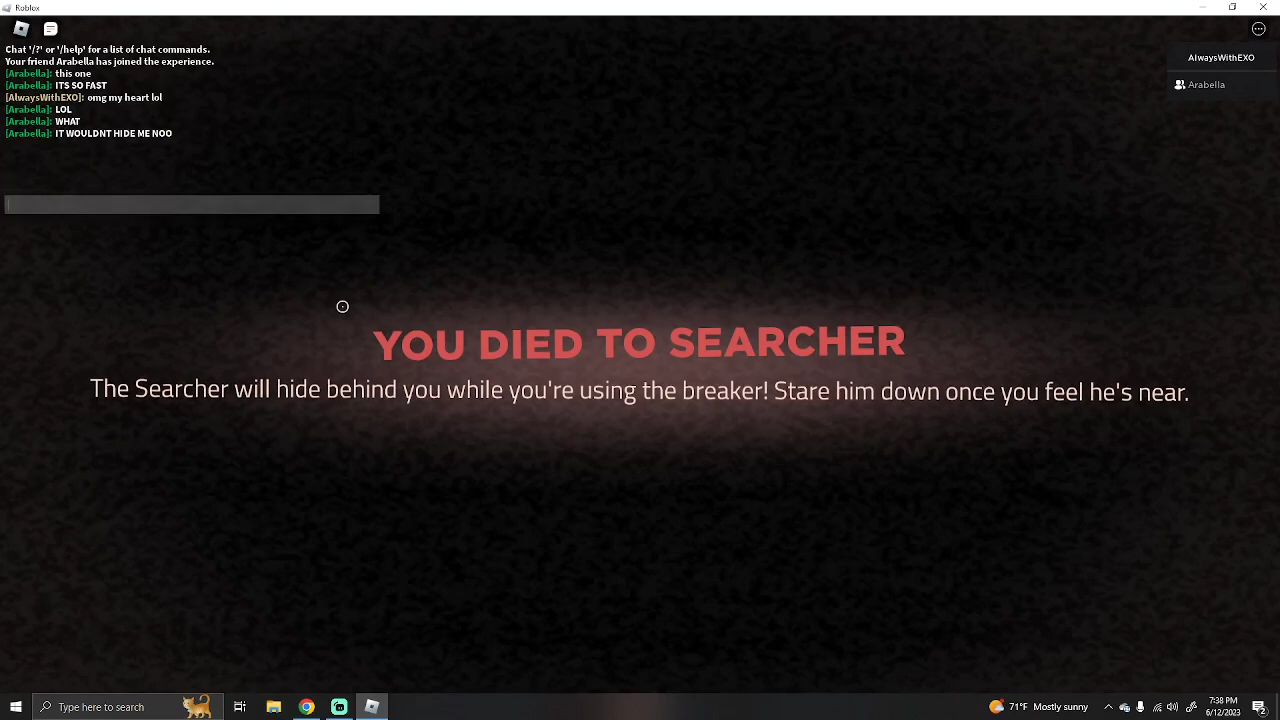 Roblox
Chat '/?' or '/help' for a list of chat commands.
Your friend Arabella has joined the experience.
[Arabella]: this one
[Arabella]: ITS SO FAST
[AlwaysWithEXO]: omg my heart lol
[Arabella]: LOL
[Arabella]: WHAT
[Arabella]: IT WOULDNT HIDE ME NOO
AlwaysWithEXO
Arabella
YOU DIED TO SEARCHER
The Searcher will hide behind you while you're using the breaker! Stare him down once you feel he's near.
Type here to search
71°F Mostly sunny
7:38 PM
6/12/2023
2